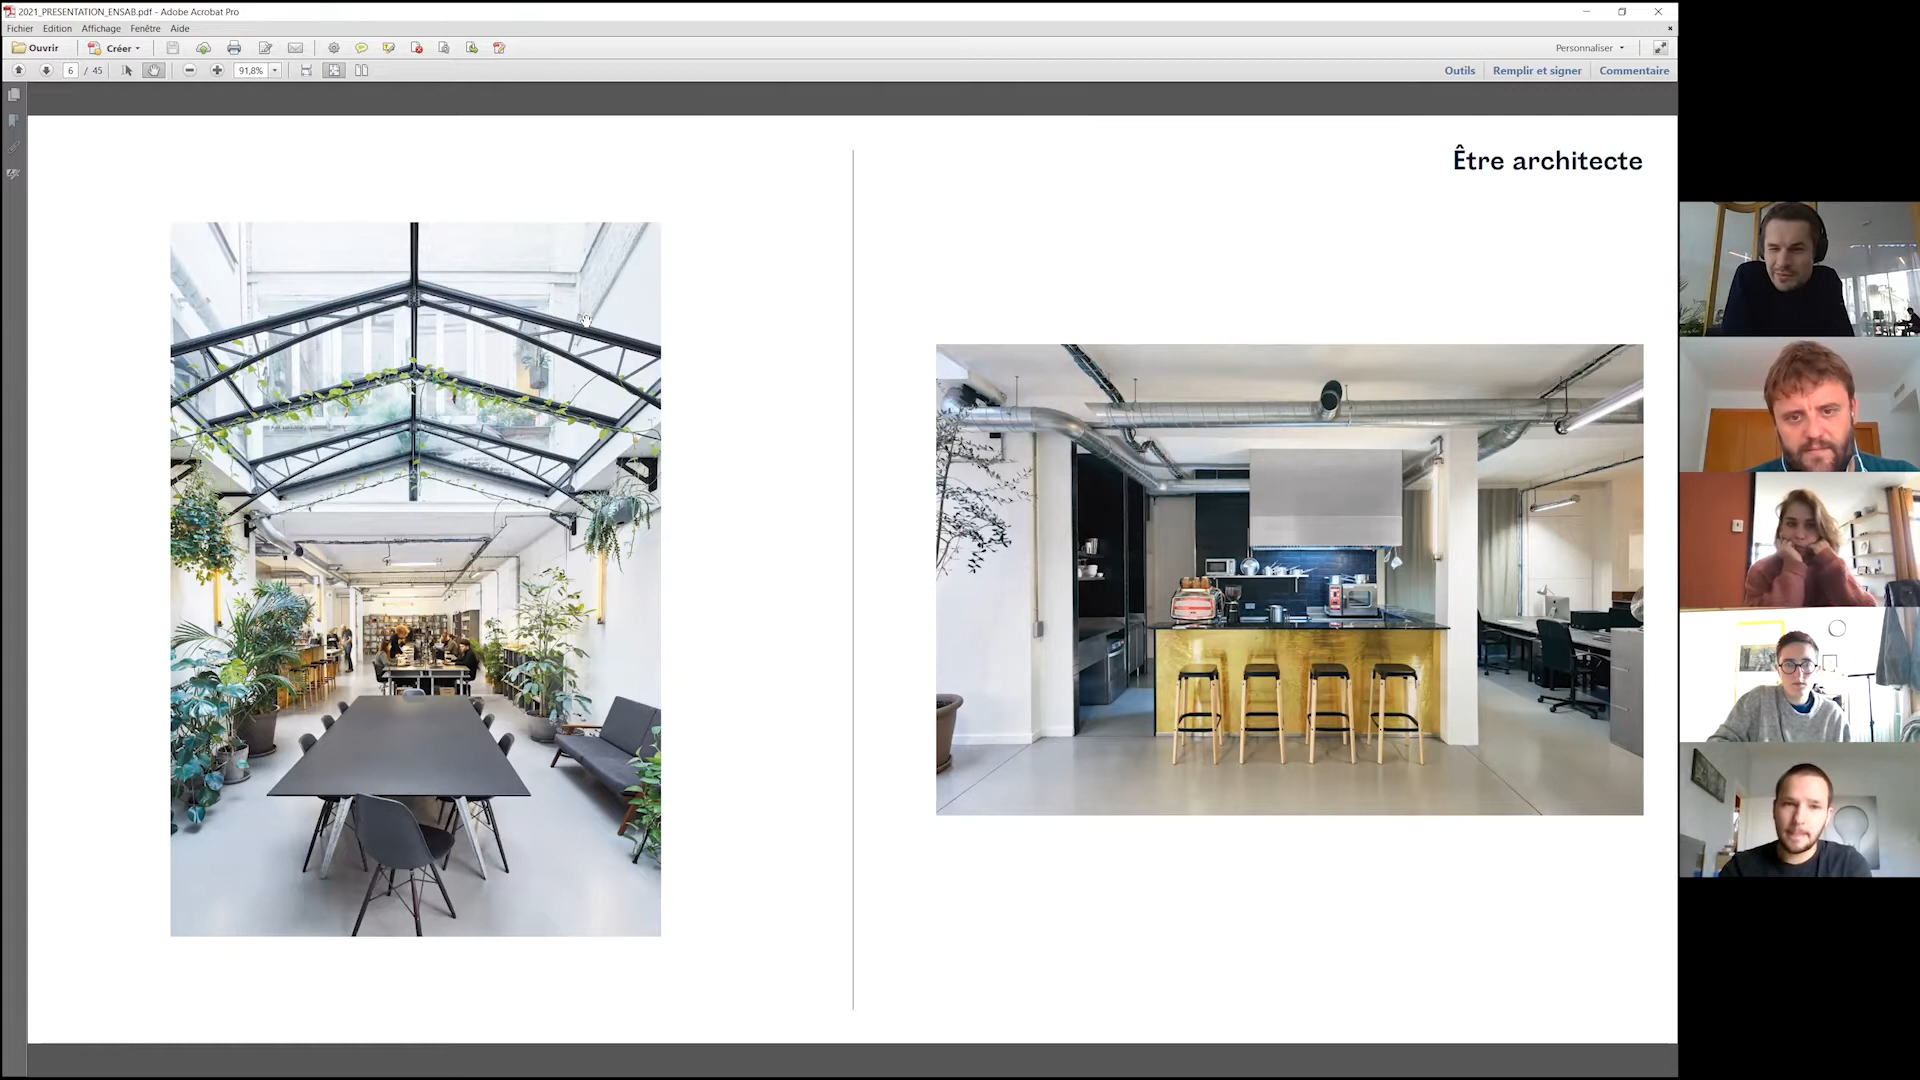 2021_PRESENTATION_ENSAB.pdf - Adobe Acrobat Pro
Fichier Edition Affichage Fenêtre Aide
Ouvrir Créer Personnaliser
6 / 45 91,8% Outils Remplir et signer Commentaire
Être architecte